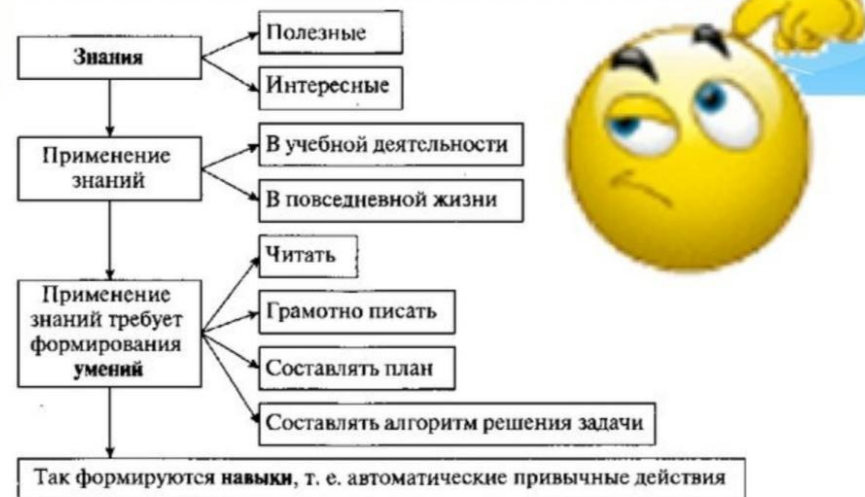 Знания
Полезные
Интересные
Применение
знаний
В учебной деятельности
В повседневной жизни
Применение
знаний требует
формирования
умений
Читать
Грамотно писать
Составлять план
Составлять алгоритм решения задачи
Так формируются навыки, т. е. автоматические привычные действия